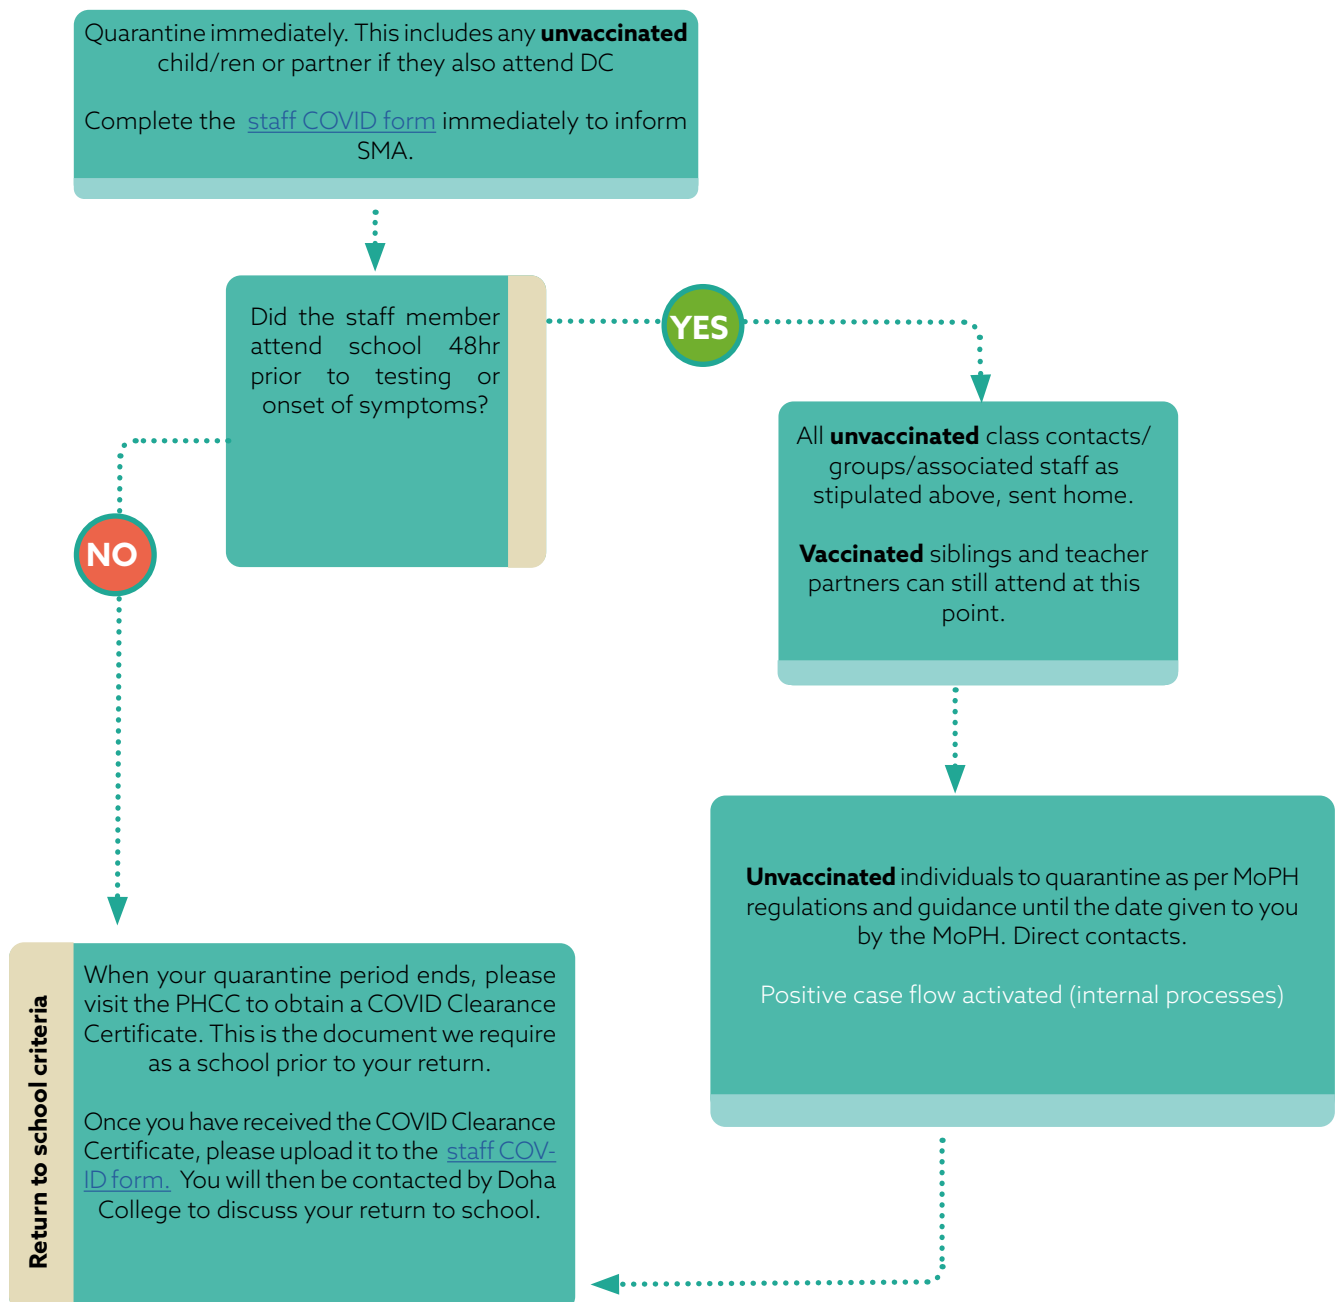 Quarantine immediately. This includes any unvaccinated
child/ren or partner if they also attend DC
Complete the staff COVID form immediately to inform
SMA.
Did the staff member
attend school 48hr
prior to testing or
onset of symptoms?
YES
NO
All unvaccinated class contacts/
groups/associated staff as
stipulated above, sent home.
Vaccinated siblings and teacher
partners can still attend at this
point.
Unvaccinated individuals to quarantine as per MoPH
regulations and guidance until the date given to you
by the MoPH. Direct contacts.
Positive case flow activated (internal processes)
Return to school criteria
When your quarantine period ends, please
visit the PHCC to obtain a COVID Clearance
Certificate. This is the document we require
as a school prior to your return.
Once you have received the COVID Clearance
Certificate, please upload it to the staff COV-
ID form. You will then be contacted by Doha
College to discuss your return to school.